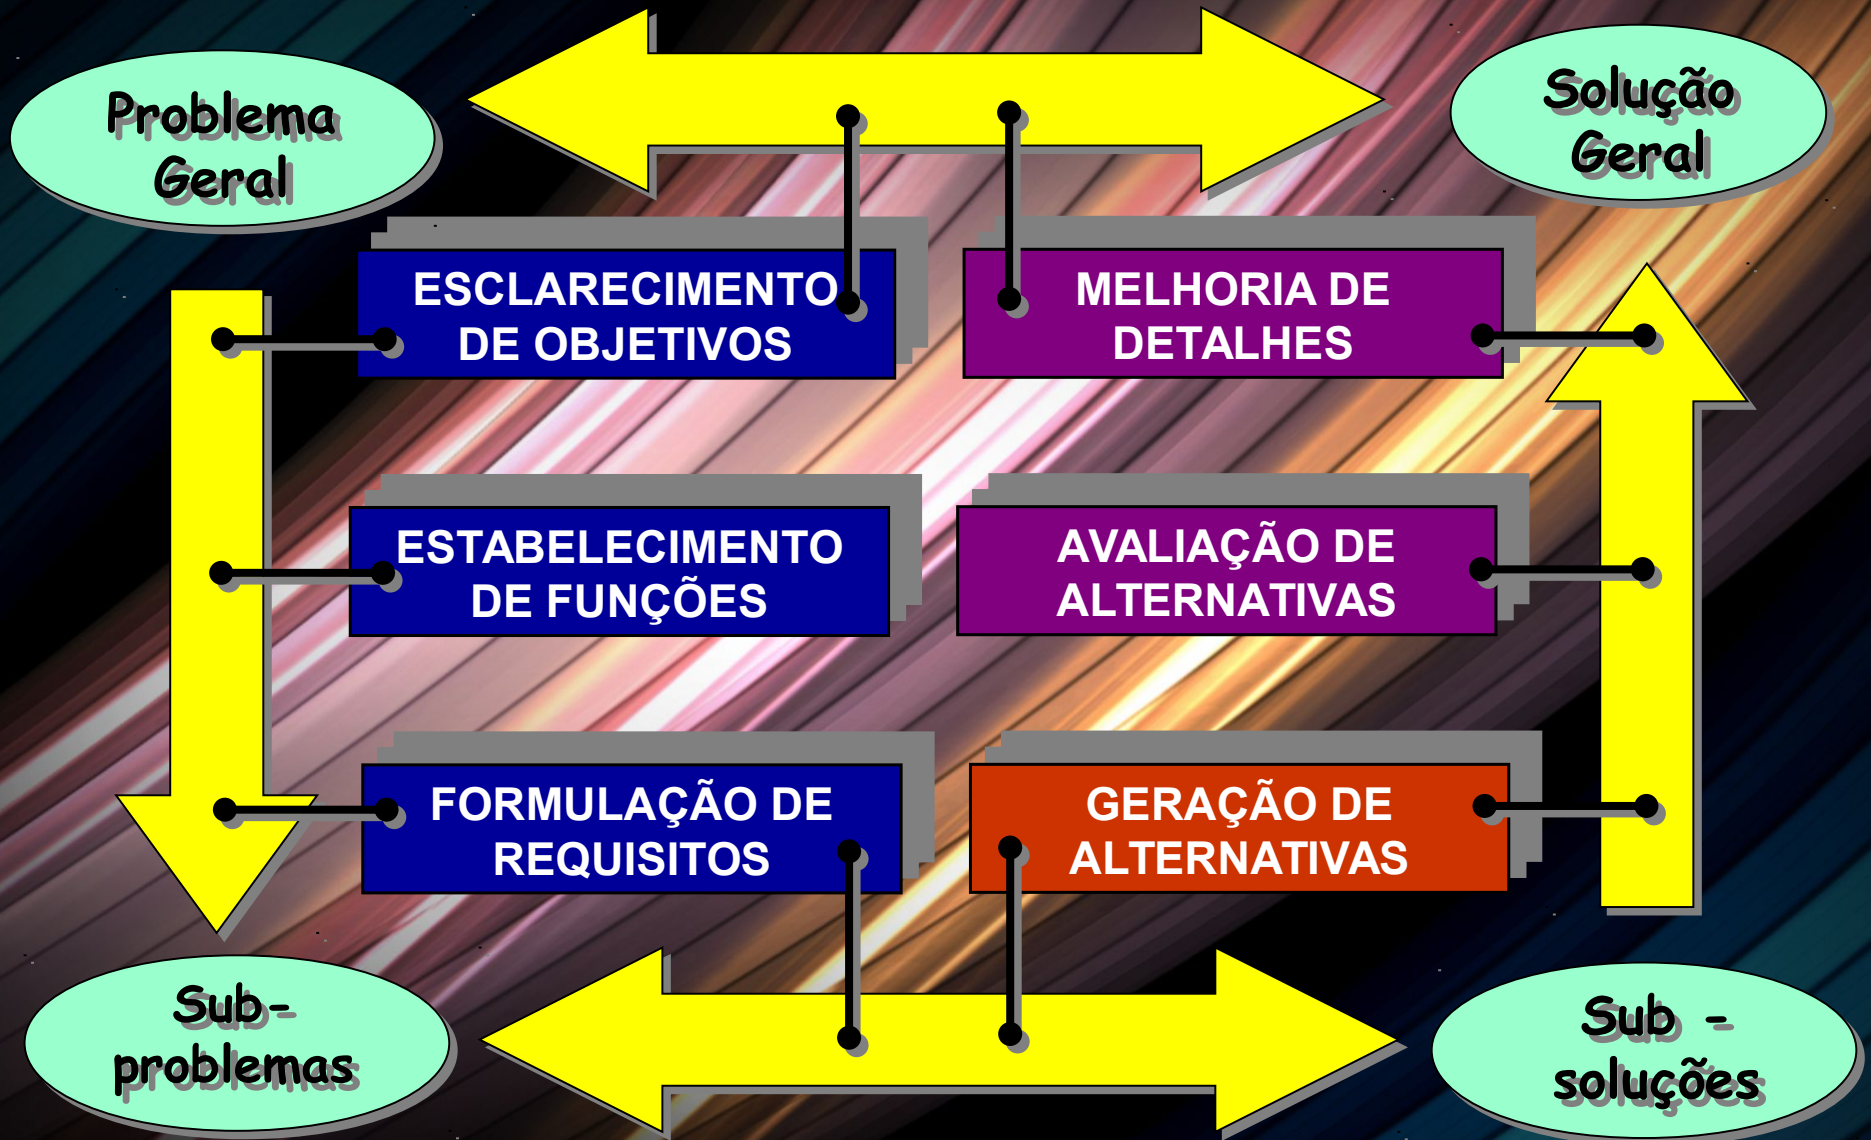 Problema
Geral
Solução
Geral
ESCLARECIMENTO
DE OBJETIVOS
MELHORIA DE
DETALHES
ESTABELECIMENTO
DE FUNÇÕES
AVALIAÇÃO DE
ALTERNATIVAS
FORMULAÇÃO DE
REQUISITOS
GERAÇÃO DE
ALTERNATIVAS
Sub-
problemas
Sub -
soluções